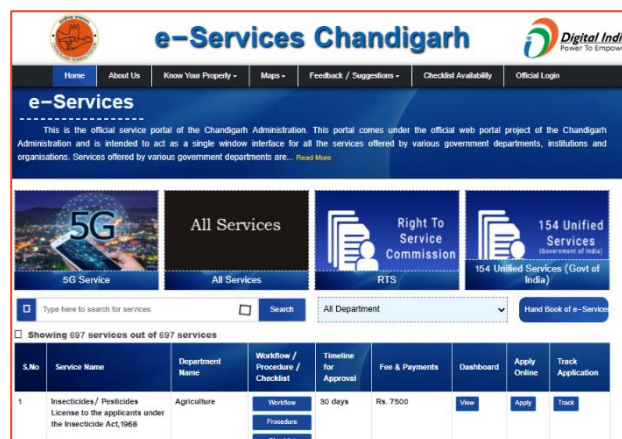 e-Services Chandigarh
Digital Indi
Power To Empowe
Home About Us Know Your Property Maps Feedback / Suggestions Checklist Availability Official Login
e-Services
This is the official service portal of the Chandigarh Administration. This portal comes under the official web portal project of the Chandigarh
Administration and is intended to act as a single window interface for all the services offered by various government departments, institutions and
organisations. Services offered by various government departments are... Read More
5G
All Services
Right To
Service
Commission
154 Unified
Services
(Government of India)
5G Service
All Services
RTS
154 Unified Services (Govt of
India)
Type here to search for services
Search
All Department
Hand Book of e-Service
Showing 697 services out of 697 services
S.No Service Name Department Name Workflow / Procedure / Checklist Timeline for Approval Fee & Payments Dashboard Apply Online Track Application
1 Insecticides/ Pesticides License to the applicants under the Insecticide Act,1968 Agriculture Workflow 30 days Rs. 7500 View Apply Track
Procedure
Checklist